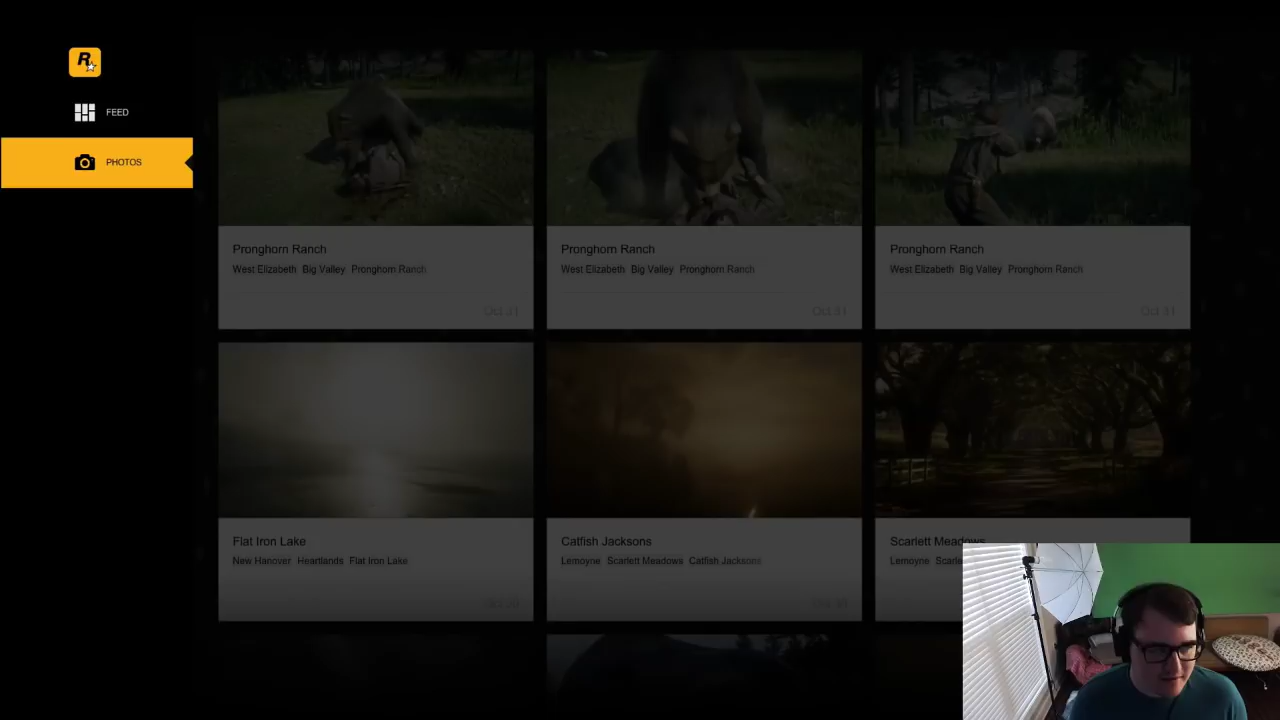 R
FEED
PHOTOS
Pronghorn Ranch
West Elizabeth Big Valley Pronghorn Ranch
Oct 31
Pronghorn Ranch
West Elizabeth Big Valley Pronghorn Ranch
Oct 31
Pronghorn Ranch
West Elizabeth Big Valley Pronghorn Ranch
Oct 31
Flat Iron Lake
New Hanover Heartlands Flat Iron Lake
Catfish Jacksons
Lemoyne Scarlett Meadows Catfish Jacksons
Oct 30
Scarlett Meadows
Lemoyne